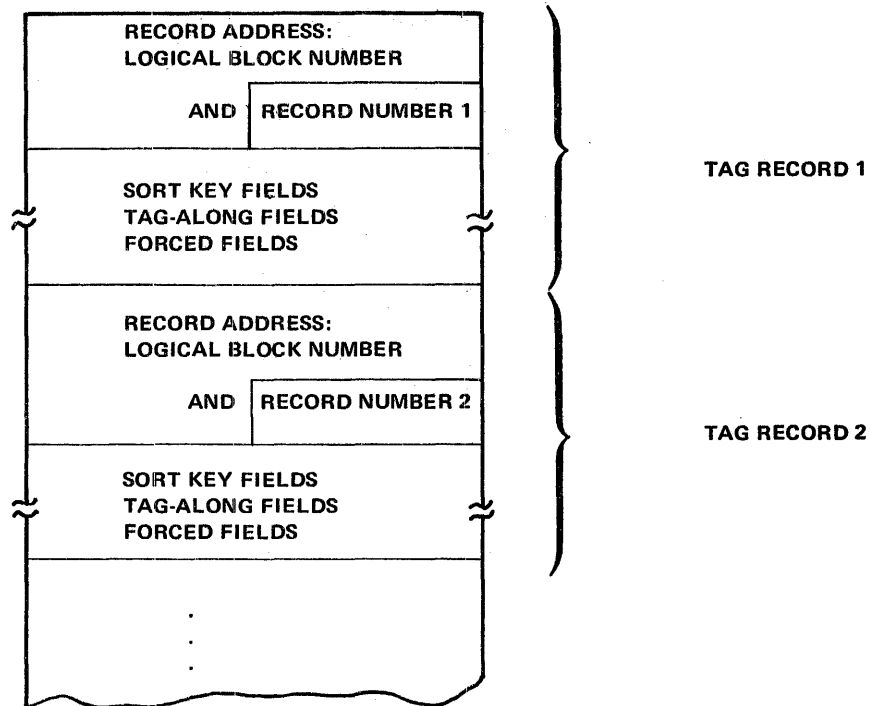 RECORD ADDRESS:
LOGICAL BLOCK NUMBER
AND RECORD NUMBER 1
SORT KEY FIELDS
TAG-ALONG FIELDS
FORCED FIELDS
TAG RECORD 1
RECORD ADDRESS:
LOGICAL BLOCK NUMBER
AND RECORD NUMBER 2
SORT KEY FIELDS
TAG-ALONG FIELDS
FORCED FIELDS
TAG RECORD 2
.
.
.